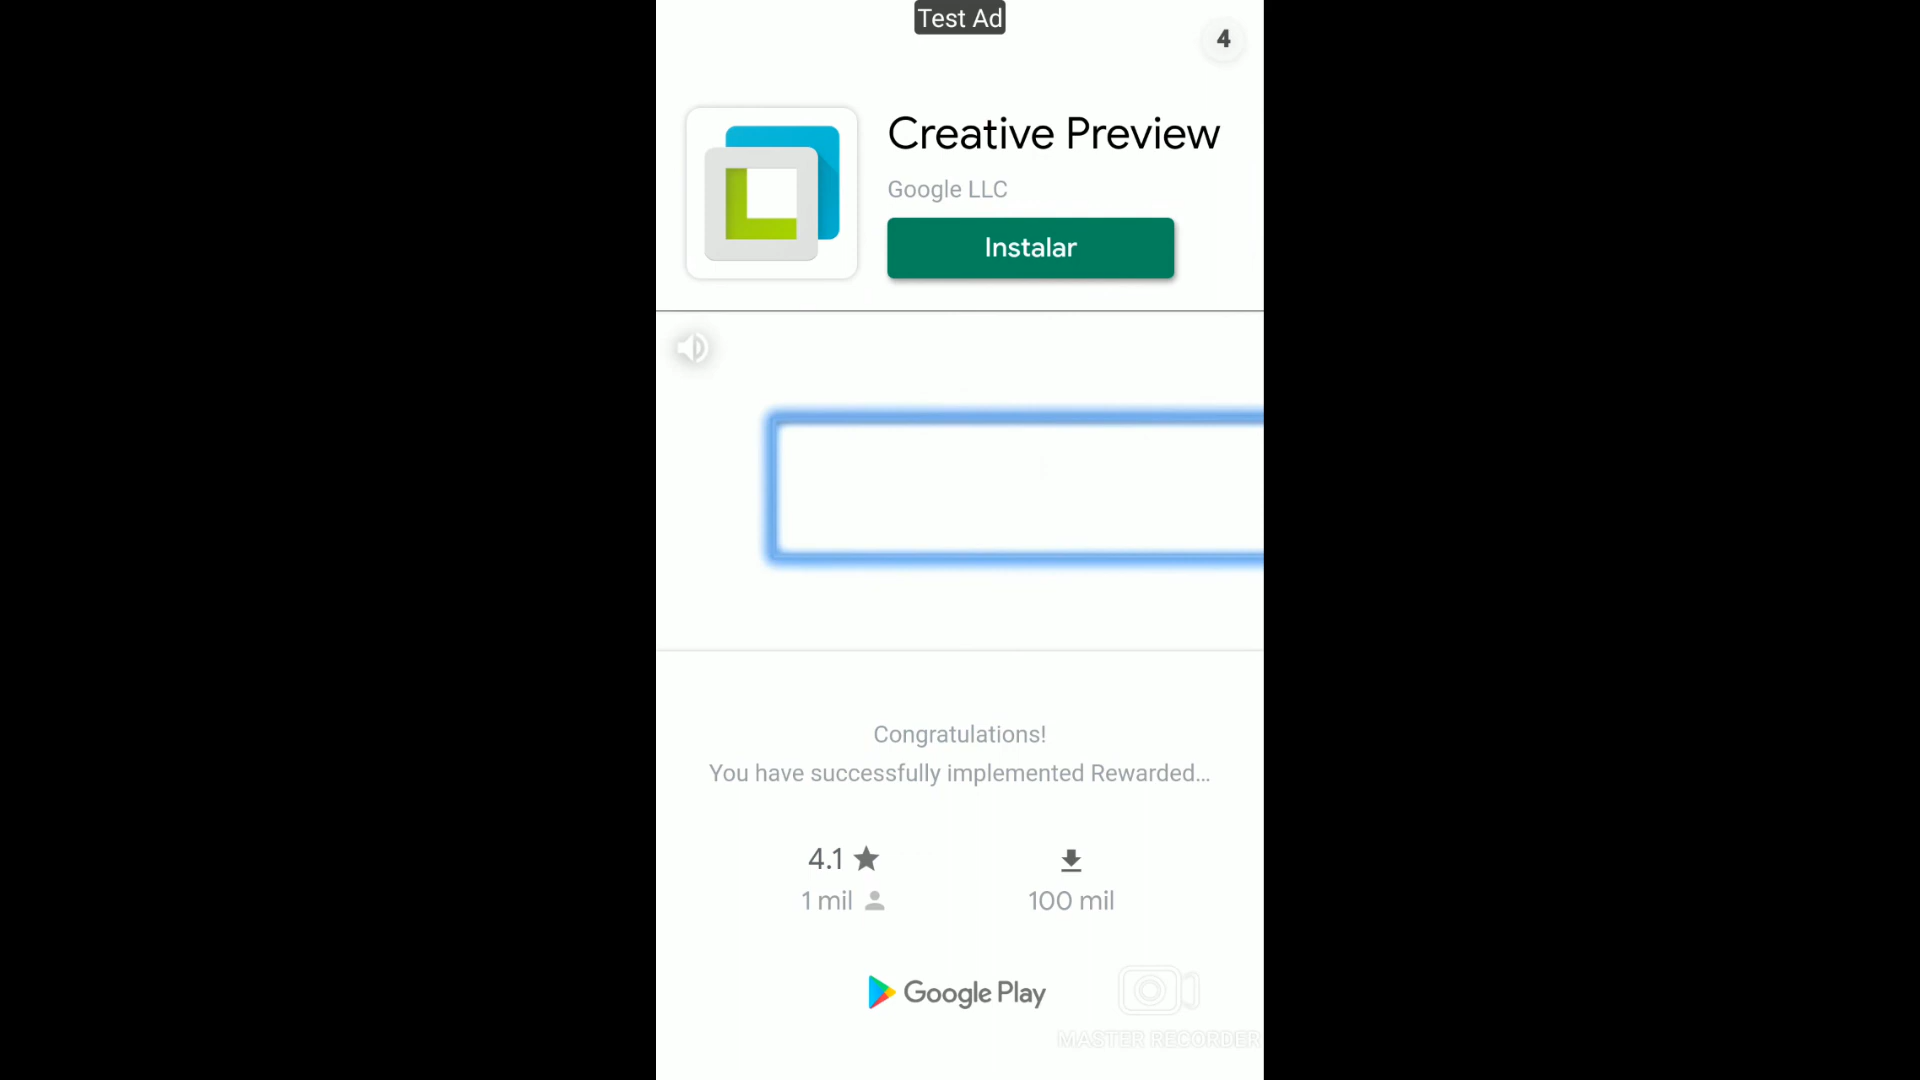 Test Ad
4
Creative Preview
Google LLC
Instalar
Congratulations!
You have successfully implemented Rewarded...
4.1
1 mil
100 mil
Google Play
MASTER RECORDER